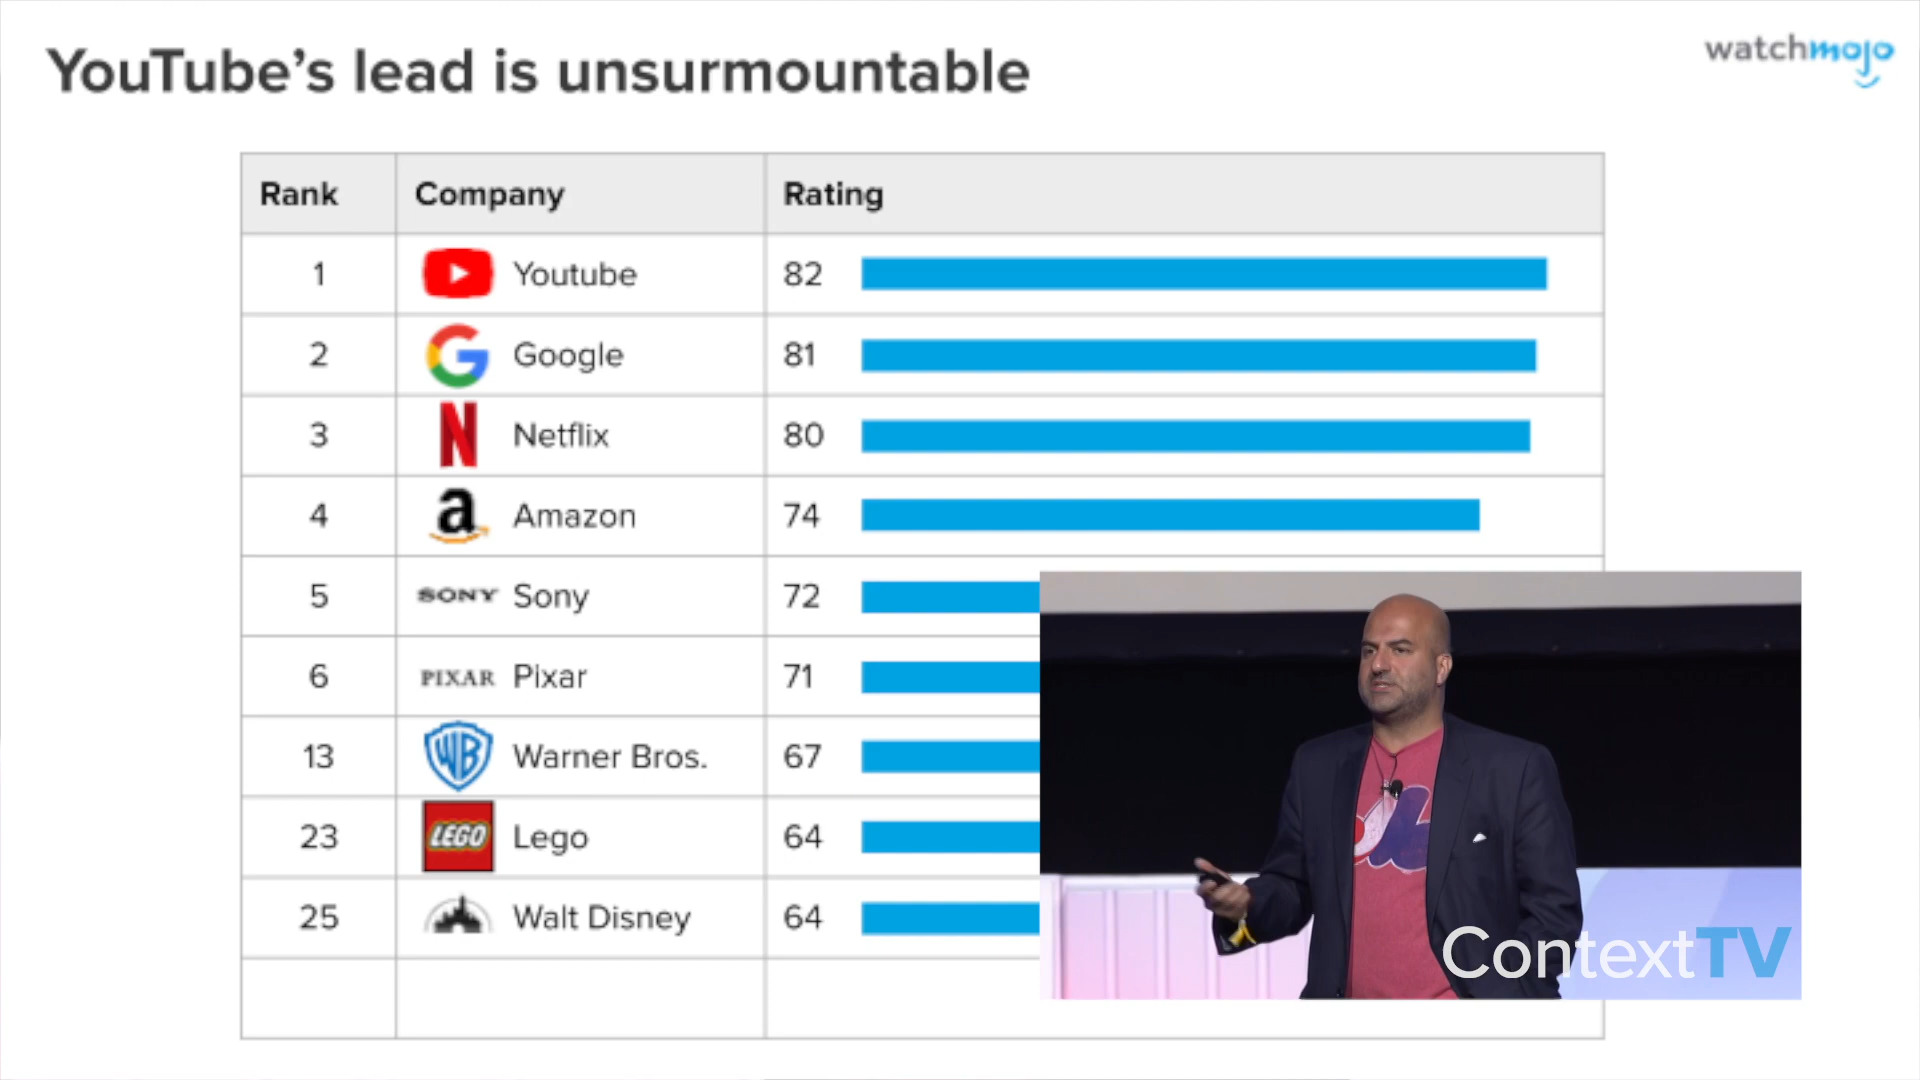 YouTube's lead is unsurmountable
watchmojo
Rank Company Rating
1 Youtube 82
2 Google 81
3 Netflix 80
4 a Amazon 74
5 SONY Sony 72
6 PIXAR Pixar 71
13 WB Warner Bros. 67
23 LEGO Lego 64
25 Walt Disney 64
ContextTV